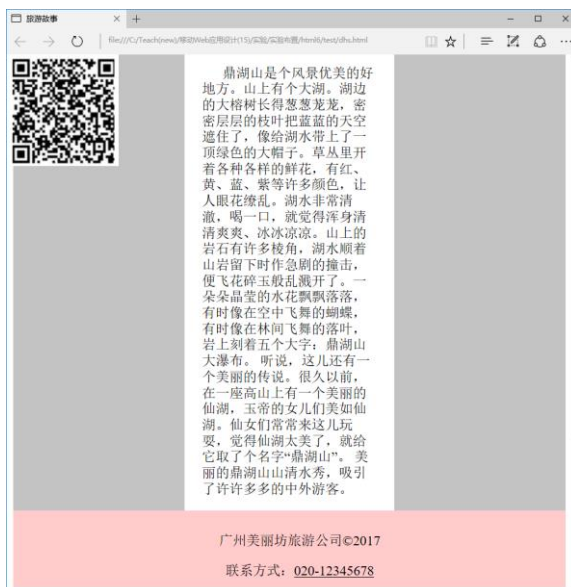 旅游故事
file:///C:/Teach(new)/移动Web应用设计(15)/实验/实验布置/html6/test/dhs.html
鼎湖山是个风景优美的好
地方。山上有个大湖。湖边
的大榕树长得葱葱茏茏，密
密层层的枝叶把蓝蓝的天空
遮住了，像给湖水带上了一
顶绿色的大帽子。草丛里开
着各种各样的鲜花，有红、
黄、蓝、紫等许多颜色，让
人眼花缭乱。湖水非常清
澈，喝一口，就觉得浑身清
清爽爽、冰冰凉凉。山上的
岩石有许多棱角，湖水顺着
山岩留下时作急剧的撞击，
便飞花碎玉般乱溅开了。一
朵朵晶莹的水花飘飘落落，
有时像在空中飞舞的蝴蝶，
有时像在林间飞舞的落叶，
岩上刻着五个大字：鼎湖山
大瀑布。 听说，这儿还有一
个美丽的传说。很久以前，
在一座高山上有一个美丽的
仙湖，玉帝的女儿们美如仙
湖。仙女们常常来这儿玩
耍，觉得仙湖太美了，就给
它取了个名字“鼎湖山”。 美
丽的鼎湖山山清水秀，吸引
了许许多多的中外游客。
广州美丽坊旅游公司©2017
联系方式：020-12345678